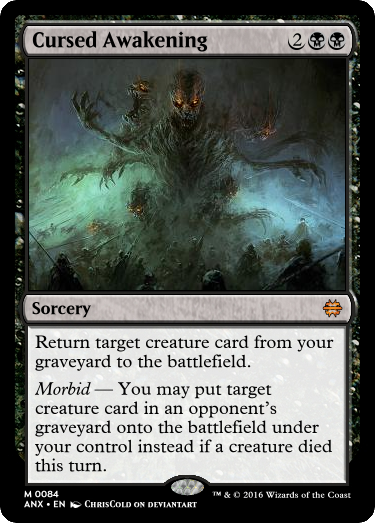 Cursed Awakening 2
Sorcery
Return target creature card from your
graveyard to the battlefield.
Morbid — You may put target
creature card in an opponent's
graveyard onto the battlefield under
your control instead if a creature died
this turn.
M 0084
ANX • EN ChrisCold on deviantart
™ & © 2016 Wizards of the Coast